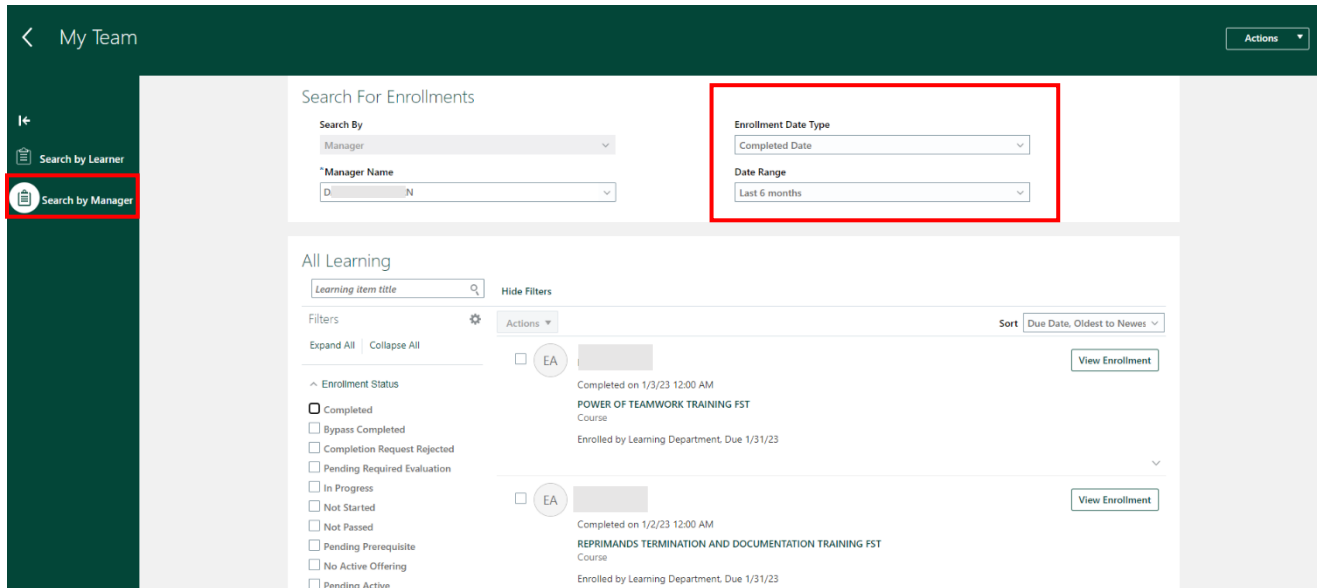 My Team
Actions
Search by Learner
Search by Manager
Search For Enrollments
Search By
Manager
*Manager Name
D N
Enrollment Date Type
Completed Date
Date Range
Last 6 months
All Learning
Learning item title
Hide Filters
Filters
Expand All Collapse All
Enrollment Status
Completed
Bypass Completed
Completion Request Rejected
Pending Required Evaluation
In Progress
Not Started
Not Passed
Pending Prerequisite
No Active Offering
Pending Active
Actions
Sort Due Date, Oldest to Newes
EA
View Enrollment
Completed on 1/3/23 12:00 AM
POWER OF TEAMWORK TRAINING FST
Course
Enrolled by Learning Department, Due 1/31/23
EA
View Enrollment
Completed on 1/2/23 12:00 AM
REPRIMANDS TERMINATION AND DOCUMENTATION TRAINING FST
Course
Enrolled by Learning Department, Due 1/31/23